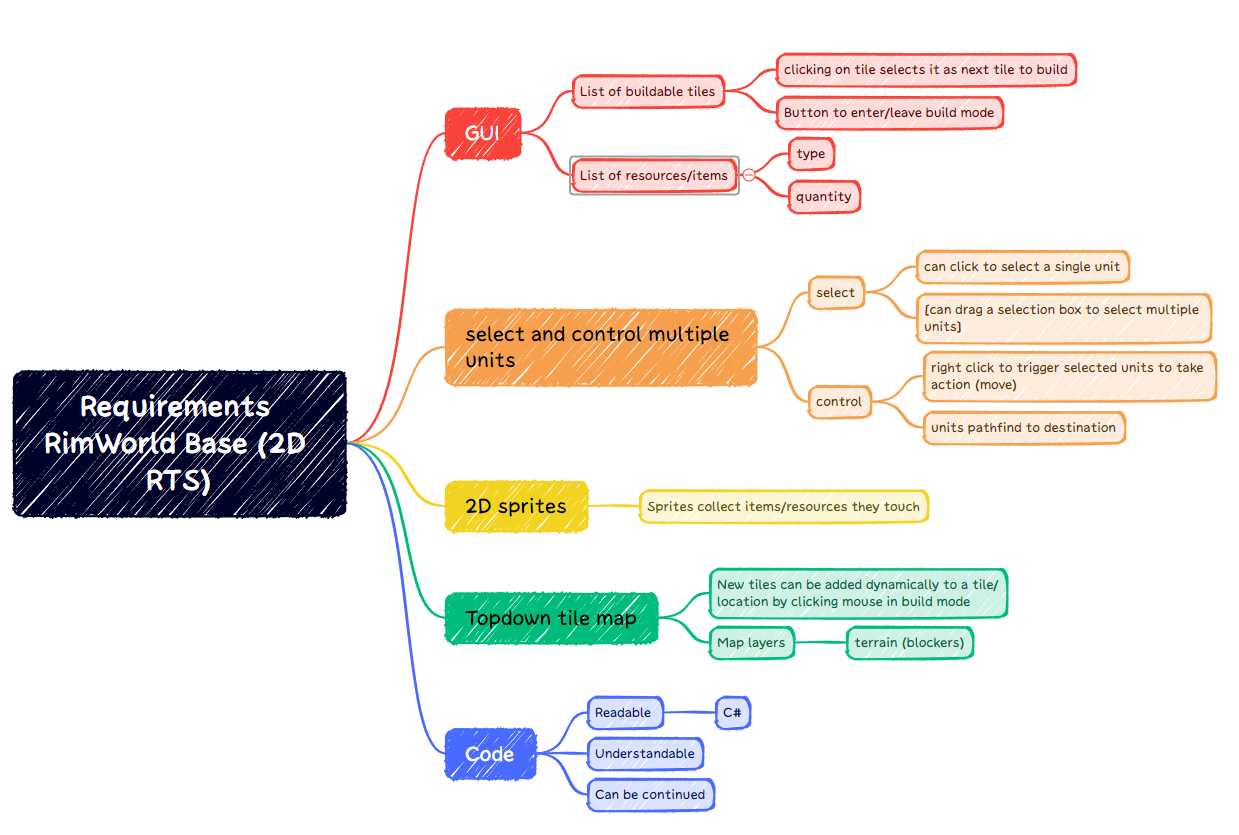 Requirements
RimWorld Base (2D
RTS)
GUI
List of buildable tiles
clicking on tile selects it as next tile to build
Button to enter/leave build mode
List of resources/items
type
quantity
select and control multiple
units
select
can click to select a single unit
[can drag a selection box to select multiple
units]
control
right click to trigger selected units to take
action (move)
units pathfind to destination
2D sprites
Sprites collect items/resources they touch
Topdown tile map
New tiles can be added dynamically to a tile/
location by clicking mouse in build mode
Map layers
terrain (blockers)
Code
Readable
C#
Understandable
Can be continued